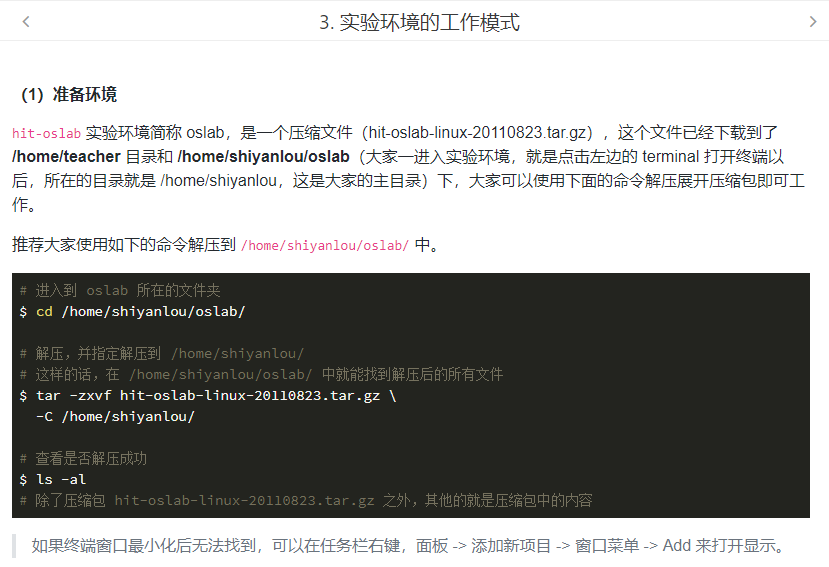 3. 实验环境的工作模式
（1）准备环境
hit-oslab 实验环境简称 oslab，是一个压缩文件（hit-oslab-linux-20110823.tar.gz），这个文件已经下载到了
/home/teacher 目录和 /home/shiyanlou/oslab（大家一进入实验环境，就是点击左边的 terminal 打开终端以
后，所在的目录就是 /home/shiyanlou，这是大家的主目录）下，大家可以使用下面的命令解压展开压缩包即可工
作。
推荐大家使用如下的命令解压到 /home/shiyanlou/oslab/ 中。
# 进入到 oslab 所在的文件夹
$ cd /home/shiyanlou/oslab/
# 解压，并指定解压到 /home/shiyanlou/
# 这样的话，在 /home/shiyanlou/oslab/ 中就能找到解压后的所有文件
$ tar -zxvf hit-oslab-linux-20110823.tar.gz \
-C /home/shiyanlou/
# 查看是否解压成功
$ ls -al
# 除了压缩包 hit-oslab-linux-20110823.tar.gz 之外，其他的就是压缩包中的内容
如果终端窗口最小化后无法找到，可以在任务栏右键，面板 -> 添加新项目 -> 窗口菜单 -> Add 来打开显示。